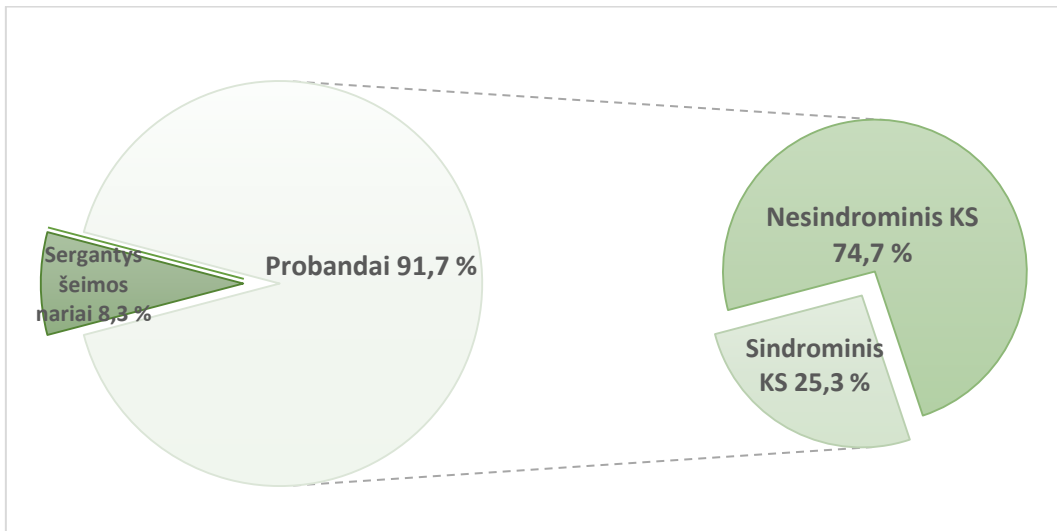 Sergantys
šeimos
nariai 8,3 %
Probandai 91,7 %
Nesindrominis KS
74,7 %
Sindrominis
KS 25,3 %